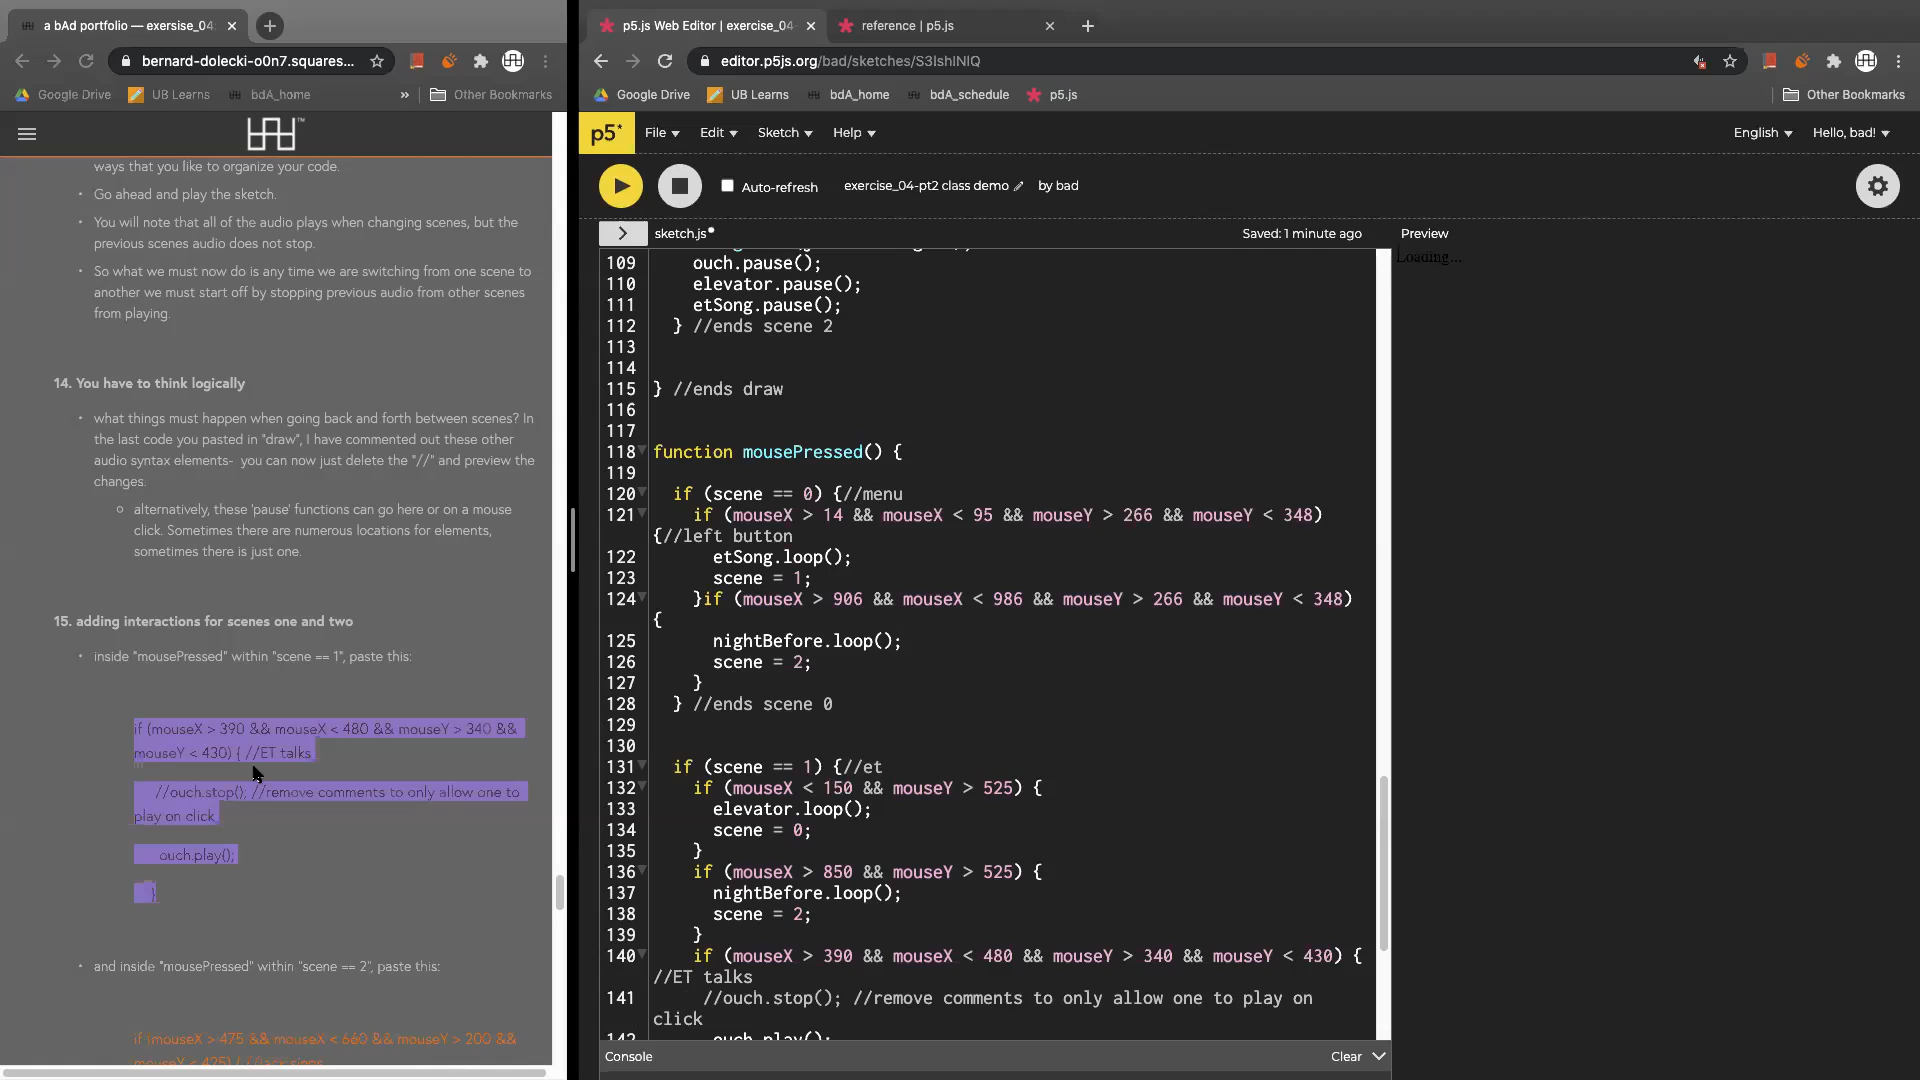 a bAd portfolio — exersise_04
bernard-dolecki-o0n7.squares...
Google Drive
UB Learns
bdA_home
»
Other Bookmarks
ways that you like to organize your code.
• Go ahead and play the sketch.
• You will note that all of the audio plays when changing scenes, but the
previous scenes audio does not stop.
• So what we must now do is any time we are switching from one scene to
another we must start off by stopping previous audio from other scenes
from playing.
14. You have to think logically
• what things must happen when going back and forth between scenes? In
the last code you pasted in "draw", I have commented out these other
audio syntax elements- you can now just delete the "//" and preview the
changes.
alternatively, these 'pause' functions can go here or on a mouse
click. Sometimes there are numerous locations for elements,
sometimes there is just one.
15. adding interactions for scenes one and two
• inside "mousePressed" within "scene == 1", paste this:
if (mouseX > 390 && mouseX < 480 && mouseY > 340 &&
mouseY < 430) { //ET talks
//ouch.stop(); //remove comments to only allow one to
play on click
ouch.play();
}
• and inside "mousePressed" within "scene == 2", paste this:
if (mouseX > 475 && mouseX < 660 && mouseY > 200 &&
p5.js Web Editor | exercise_04-
reference | p5.js
editor.p5js.org/bad/sketches/S3IshINIQ
Google Drive
UB Learns
bdA_home
bdA_schedule
p5.js
Other Bookmarks
p5*
File
Edit
Sketch
Help
English
Hello, bad!
Auto-refresh
exercise_04-pt2 class demo
by bad
sketch.js
Saved: 1 minute ago
Preview
Loading...
109 ouch.pause();
110 elevator.pause();
111 etSong.pause();
112 } //ends scene 2
113
114
115 } //ends draw
116
117
118 function mousePressed() {
119
120 if (scene == 0) {//menu
121 if (mouseX > 14 && mouseX < 95 && mouseY > 266 && mouseY < 348)
{//left button
122 etSong.loop();
123 scene = 1;
124 }if (mouseX > 906 && mouseX < 986 && mouseY > 266 && mouseY < 348)
{
125 nightBefore.loop();
126 scene = 2;
127 }
128 } //ends scene 0
129
130
131 if (scene == 1) {//et
132 if (mouseX < 150 && mouseY > 525) {
133 elevator.loop();
134 scene = 0;
135 }
136 if (mouseX > 850 && mouseY > 525) {
137 nightBefore.loop();
138 scene = 2;
139 }
140 if (mouseX > 390 && mouseX < 480 && mouseY > 340 && mouseY < 430) {
//ET talks
141 //ouch.stop(); //remove comments to only allow one to play on
click
142 ouch.play();
Console
Clear